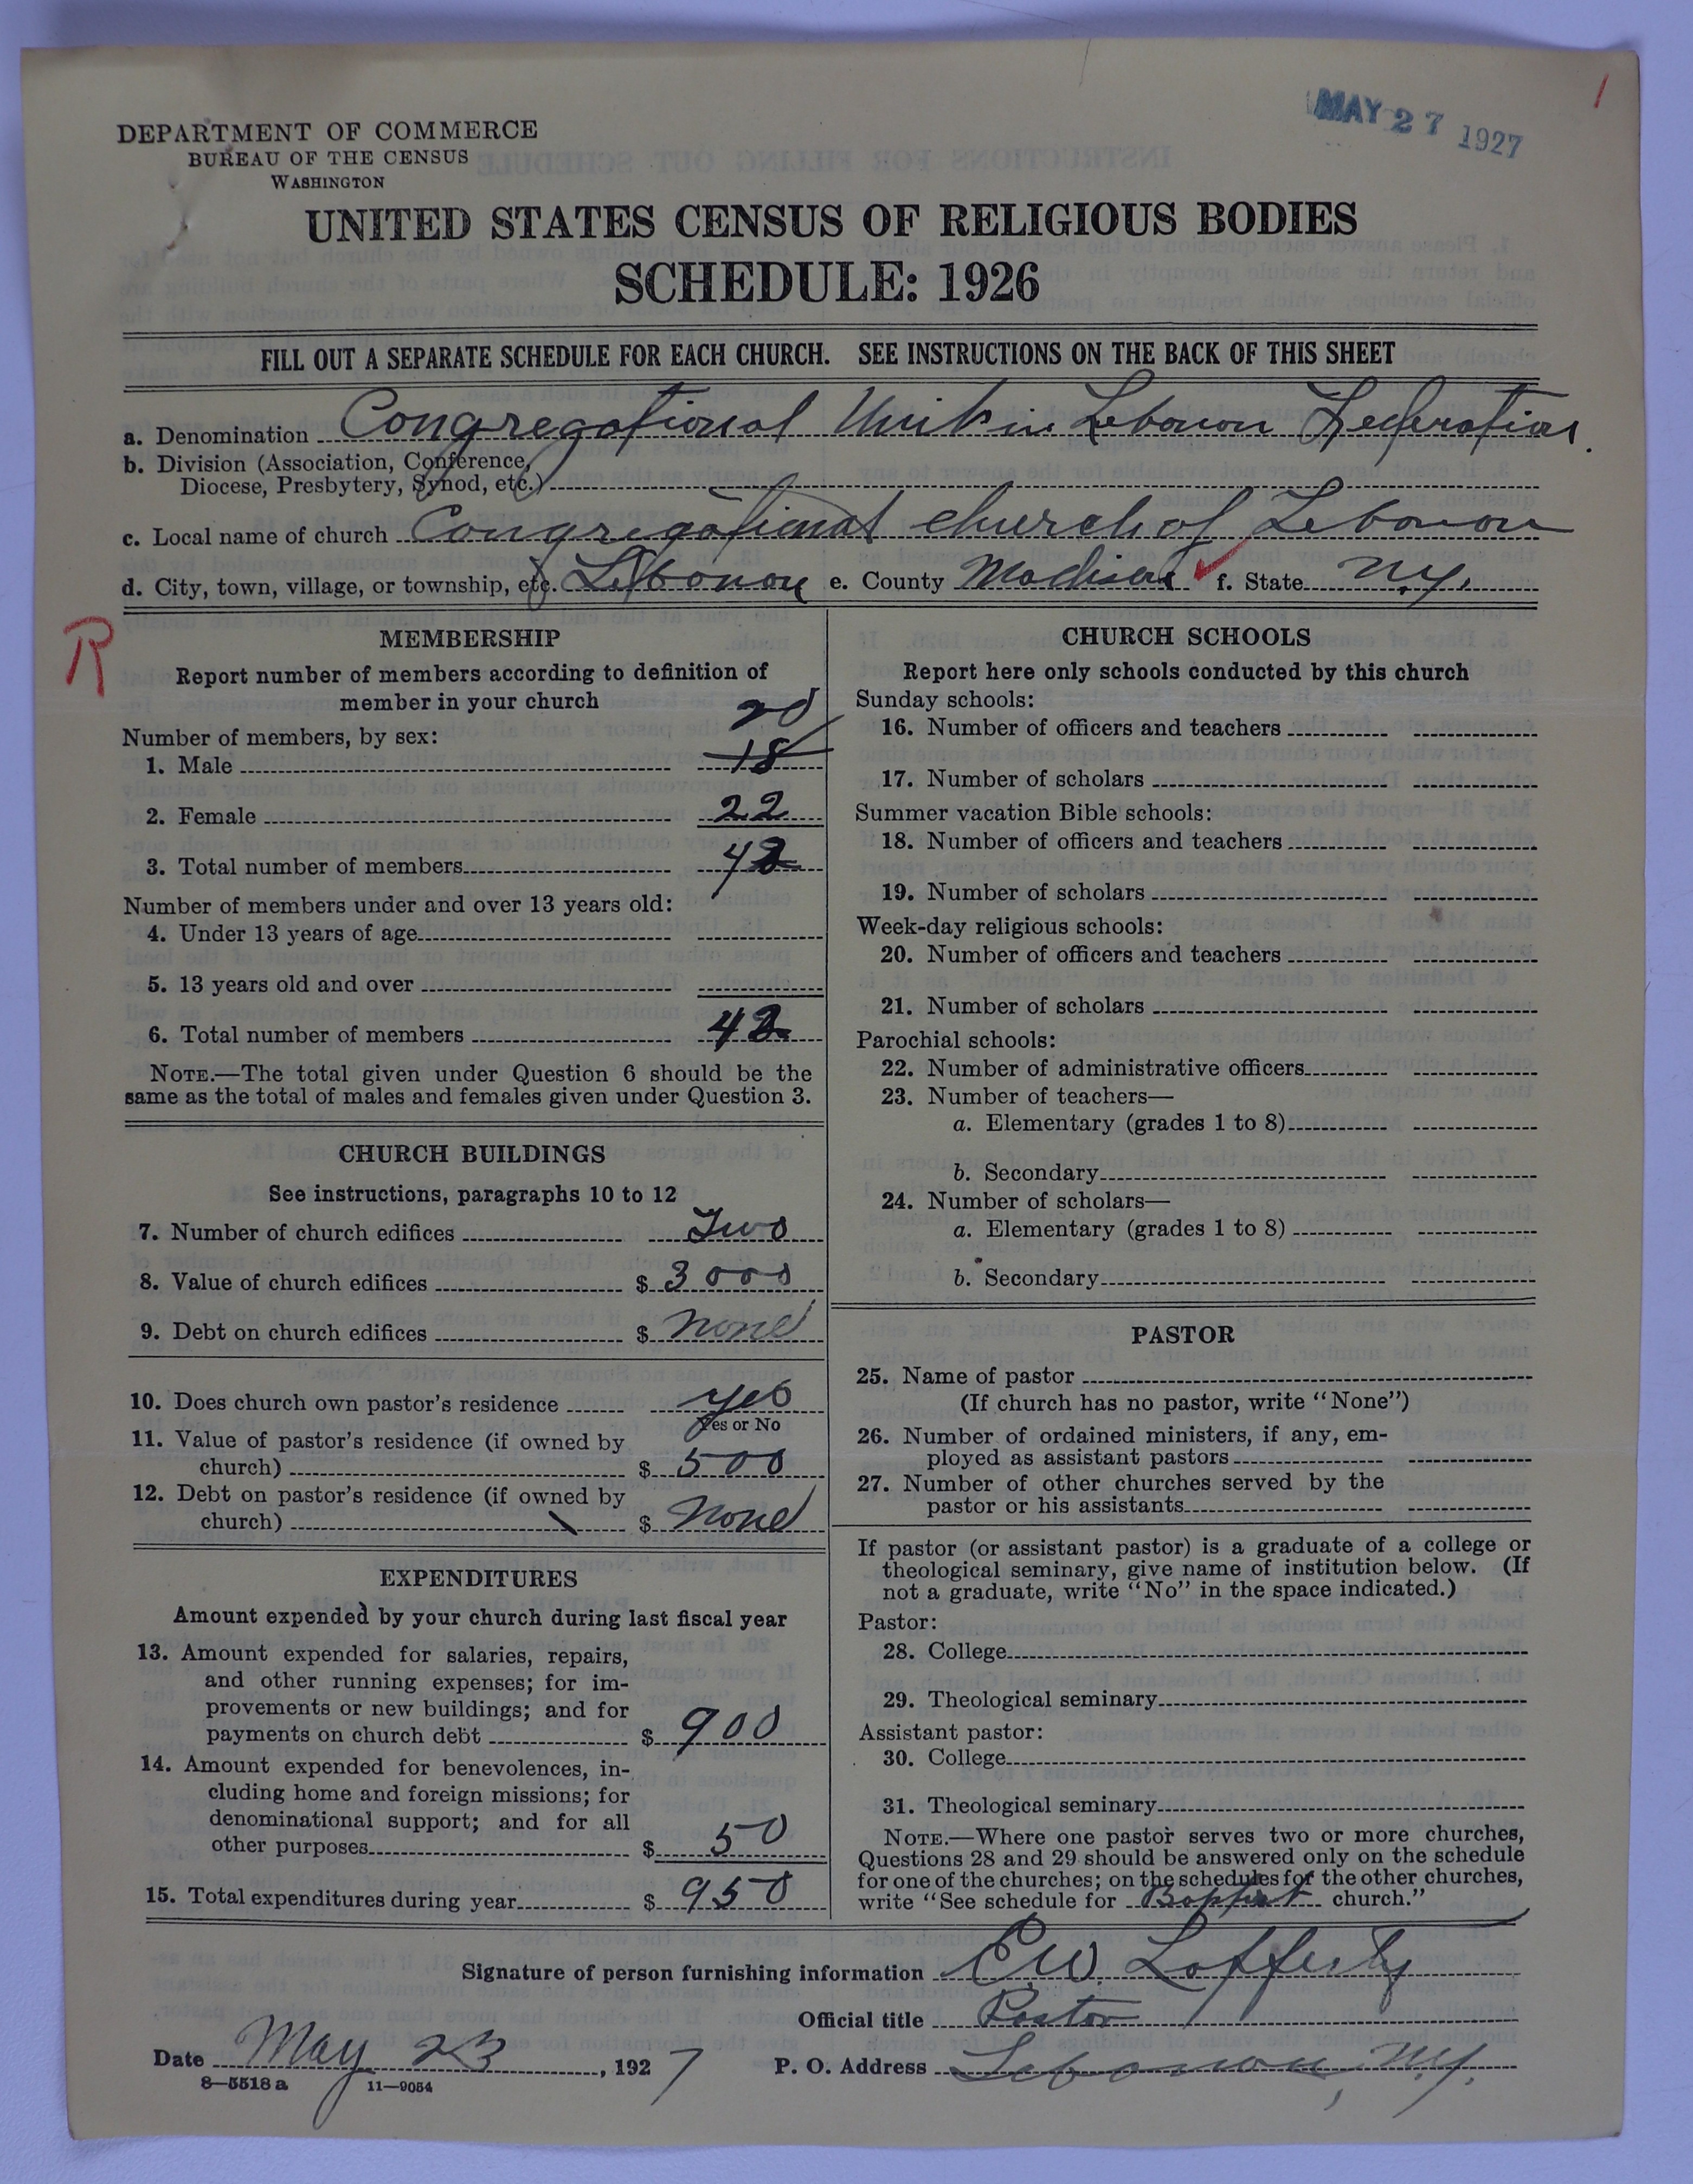 MAY 27 1927
DEPARTMENT OF COMMERCE
BUREAU OF THE CENSUS
WASHINGTON
UNITED STATES CENSUS OF RELIGIOUS BODIES
SCHEDULE: 1926
FILL OUT A SEPARATE SCHEDULE FOR EACH CHURCH. SEE INSTRUCTIONS ON THE BACK OF THIS SHEET
a. Denomination Congregational Unit in Lebanon Federation.
b. Division (Association, Conference,
Diocese, Presbytery, Synod, etc.)
c. Local name of church Congregational church of Lebanon
d. City, town, village, or township, etc. Lebanon e. County Madison f. State N.Y.
R
MEMBERSHIP
Report number of members according to definition of
member in your church
20
Number of members, by sex:
1. Male 18
2. Female 22
3. Total number of members 42
Number of members under and over 13 years old:
4. Under 13 years of age
5. 13 years old and over
6. Total number of members 42
NOTE.—The total given under Question 6 should be the
same as the total of males and females given under Question 3.
CHURCH BUILDINGS
See instructions, paragraphs 10 to 12
7. Number of church edifices Two
8. Value of church edifices $ 3000
9. Debt on church edifices $ none
10. Does church own pastor's residence yes
Yes or No
11. Value of pastor's residence (if owned by
church) $ 500
12. Debt on pastor's residence (if owned by
church) $ none
EXPENDITURES
Amount expended by your church during last fiscal year
13. Amount expended for salaries, repairs,
and other running expenses; for im-
provements or new buildings; and for
payments on church debt $ 900
14. Amount expended for benevolences, in-
cluding home and foreign missions; for
denominational support; and for all
other purposes $ 50
15. Total expenditures during year $ 950
CHURCH SCHOOLS
Report here only schools conducted by this church
Sunday schools:
16. Number of officers and teachers
17. Number of scholars
Summer vacation Bible schools:
18. Number of officers and teachers
19. Number of scholars
Week-day religious schools:
20. Number of officers and teachers
21. Number of scholars
Parochial schools:
22. Number of administrative officers
23. Number of teachers—
a. Elementary (grades 1 to 8)
b. Secondary
24. Number of scholars—
a. Elementary (grades 1 to 8)
b. Secondary
PASTOR
25. Name of pastor
(If church has no pastor, write "None")
26. Number of ordained ministers, if any, em-
ployed as assistant pastors
27. Number of other churches served by the
pastor or his assistants
If pastor (or assistant pastor) is a graduate of a college or
theological seminary, give name of institution below. (If
not a graduate, write "No" in the space indicated.)
Pastor:
28. College
29. Theological seminary
Assistant pastor:
30. College
31. Theological seminary
NOTE.—Where one pastor serves two or more churches,
Questions 28 and 29 should be answered only on the schedule
for one of the churches; on the schedules for the other churches,
write "See schedule for Baptist church."
Signature of person furnishing information E.W. Lafferty
Official title Pastor
Date May 23, 1927 P. O. Address Lebanon, N.Y.
8—5518a 11—9054